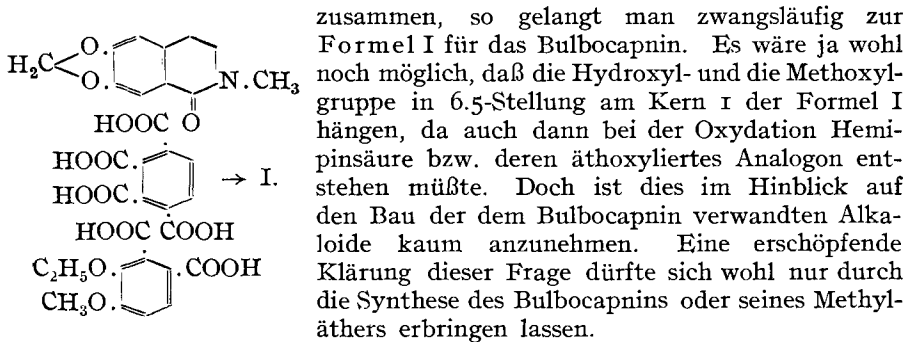 zusammen, so gelangt man zwangsläufig zur
Formel I für das Bulbocapnin. Es wäre ja wohl
noch möglich, daß die Hydroxyl- und die Methoxyl-
gruppe in 6.5-Stellung am Kern 1 der Formel I
hängen, da auch dann bei der Oxydation Hemi-
pinsäure bzw. deren äthoxyliertes Analogon ent-
stehen müßte. Doch ist dies im Hinblick auf
den Bau der dem Bulbocapnin verwandten Alka-
loide kaum anzunehmen. Eine erschöpfende
Klärung dieser Frage dürfte sich wohl nur durch
die Synthese des Bulbocapnins oder seines Methyl-
äthers erbringen lassen.
O.
H₂C
O.
N.CH₃
HOOC O
HOOC.
HOOC.
→ I.
HOOC COOH
C₂H₅O. .COOH
CH₃O.